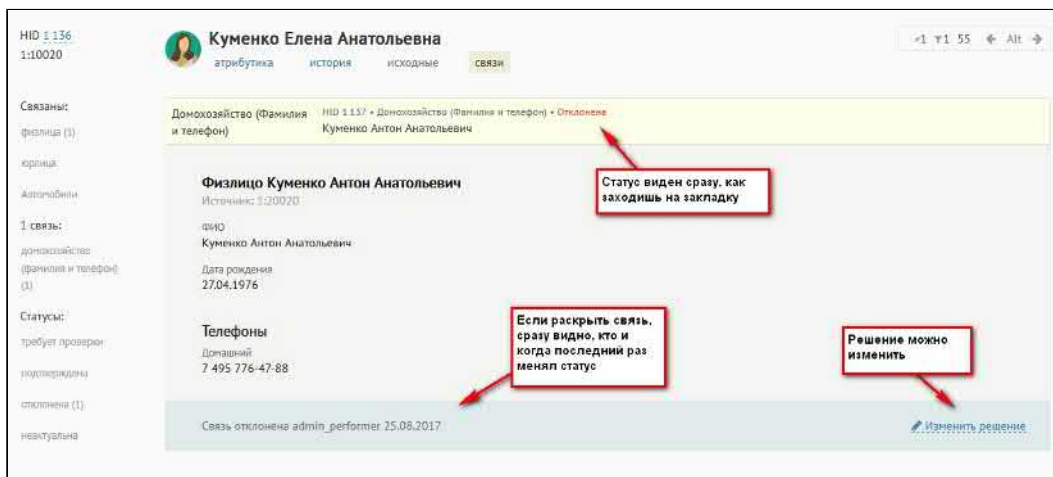 HID 1 136
1:10020
Куменко Елена Анатольевна
атрибутика история исходные связи
1 55 Alt
Связаны:
физлица (1)
юрлица
Автомобили
1 связь:
домохозяйство
(фамилия и телефон)
(1)
Статусы:
требует проверки
подтверждена
отклонена (1)
неактуальна
Домохозяйство (Фамилия
и телефон)
HID 1 137 • Домохозяйство (Фамилия и телефон) • Отклонена
Куменко Антон Анатольевич
Статус виден сразу, как
заходишь на закладку
Физлицо Куменко Антон Анатольевич
Источник: 1:20020
ФИО
Куменко Антон Анатольевич
Дата рождения
27.04.1976
Телефоны
Домашний
7 495 776-47-88
Если раскрыть связь,
сразу видно, кто и
когда последний раз
менял статус
Решение можно
изменить
Связь отклонена admin_performer 25.08.2017
Изменить решение